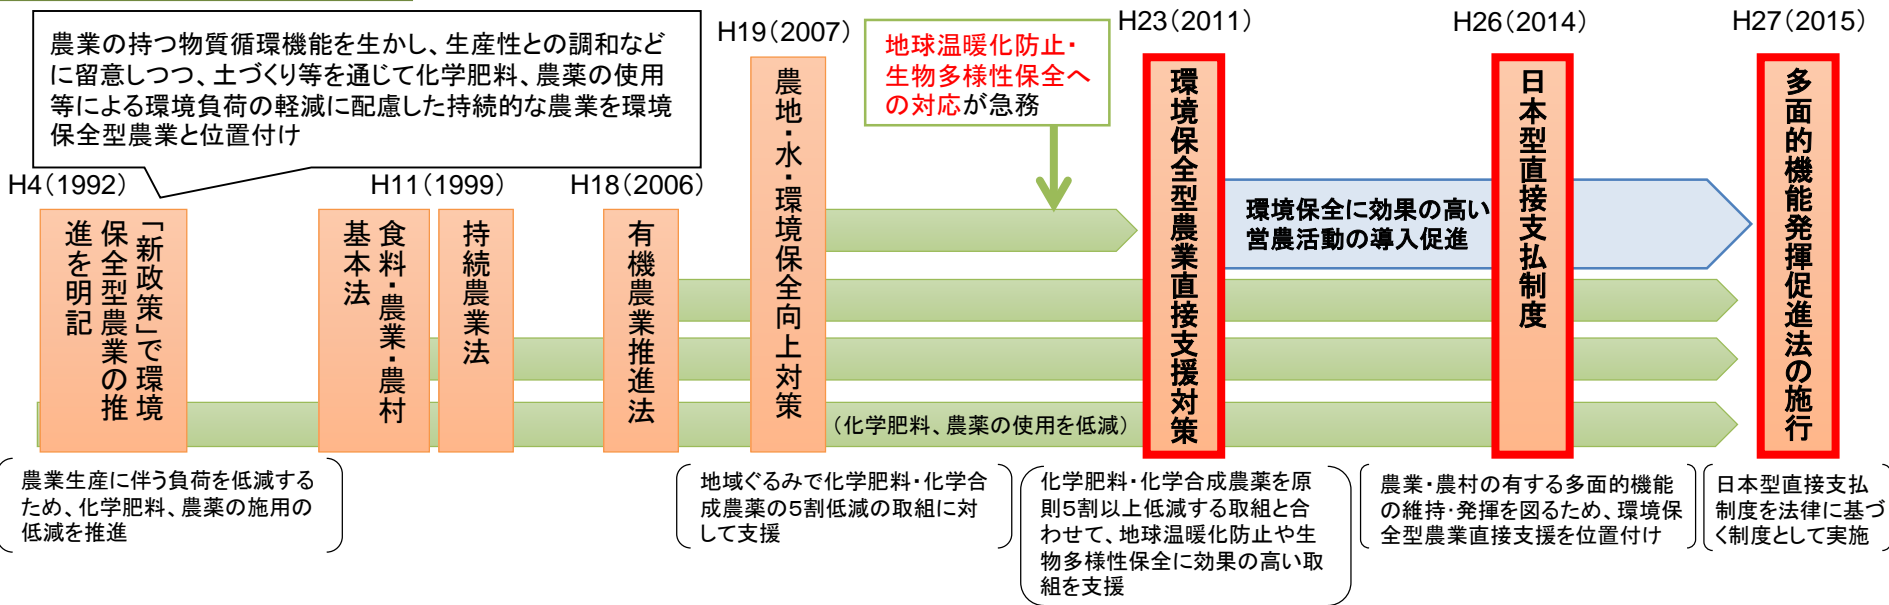 農業の持つ物質循環機能を生かし、生産性との調和など
に留意しつつ、土づくり等を通じて化学肥料、農薬の使用
等による環境負荷の軽減に配慮した持続的な農業を環境
保全型農業と位置付け
H4(1992)
「新政策」で環境
保全型農業の推
進を明記
農業生産に伴う負荷を低減する
ため、化学肥料、農薬の施用の
低減を推進
H11(1999)
食料・農業・農村
基本法
持続農業法
H18(2006)
有機農業推進法
H19(2007)
農地・水・環境保全向上対策
地域ぐるみで化学肥料・化学合
成農薬の5割低減の取組に対
して支援
地球温暖化防止・
生物多様性保全へ
の対応が急務
(化学肥料、農薬の使用を低減)
H23(2011)
環境保全型農業直接支援対策
化学肥料・化学合成農薬を原
則5割以上低減する取組と合
わせて、地球温暖化防止や生
物多様性保全に効果の高い取
組を支援
環境保全に効果の高い
営農活動の導入促進
H26(2014)
日本型直接支払制度
農業・農村の有する多面的機能
の維持・発揮を図るため、環境保
全型農業直接支援を位置付け
H27(2015)
多面的機能発揮促進法の施行
日本型直接支払
制度を法律に基づ
く制度として実施